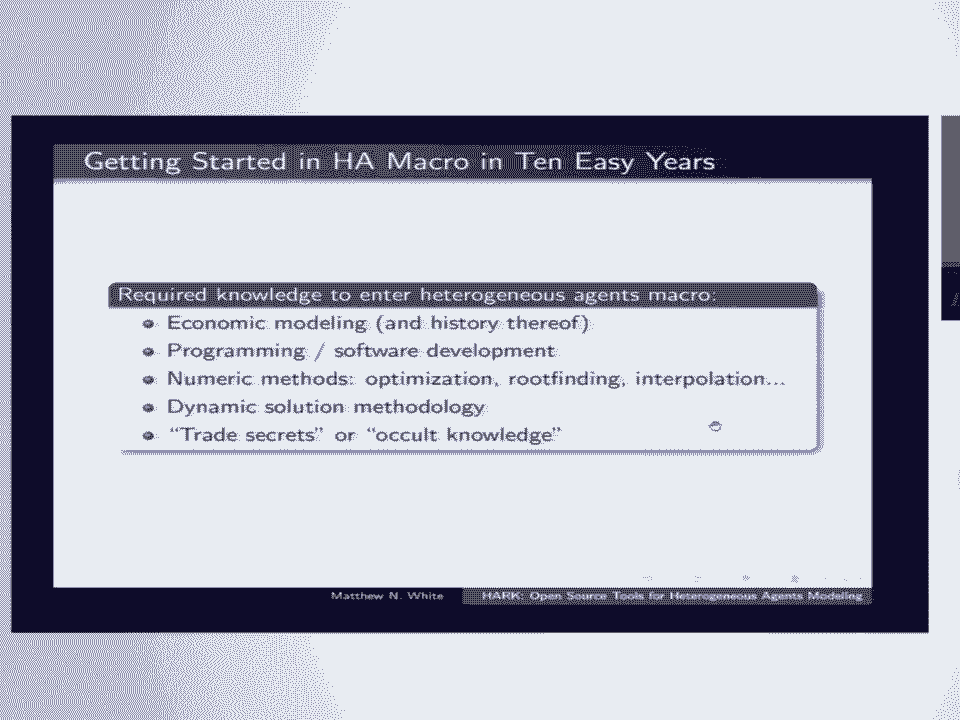 Getting Started in HA Macro in Ten Easy Years
Required knowledge to enter heterogeneous agents macro:
Economic modeling (and history thereof)
Programming / software development
Numeric methods: optimization, rootfinding, interpolation...
Dynamic solution methodology
“Trade secrets” or “occult knowledge”
Matthew N. White
HARK: Open Source Tools for Heterogeneous Agents Modeling